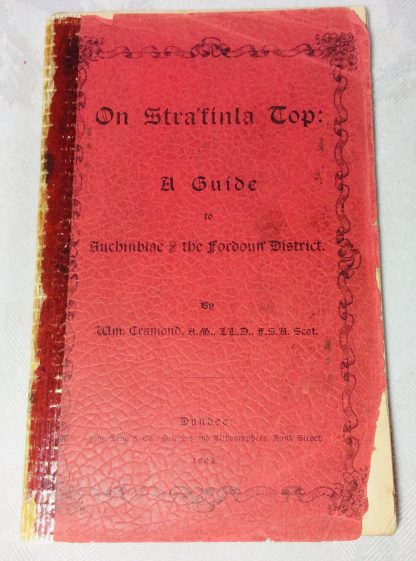 On Stra'finla Top:
A Guide
to
Auchinblae & the Fordoun District.
By
Wm. Cramond, A.M., LL.D., F.S.A. Scot.
Dundee:
John Leng & Co., Printers and Lithographers, Bank Street.